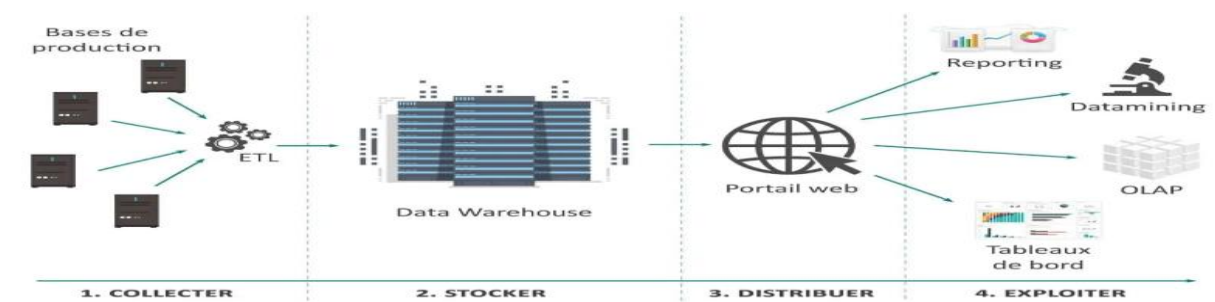 Bases de
production
ETL
Data Warehouse
Portail web
Reporting
Datamining
OLAP
Tableaux
de bord
1. COLLECTER
2. STOCKER
3. DISTRIBUER
4. EXPLOITER